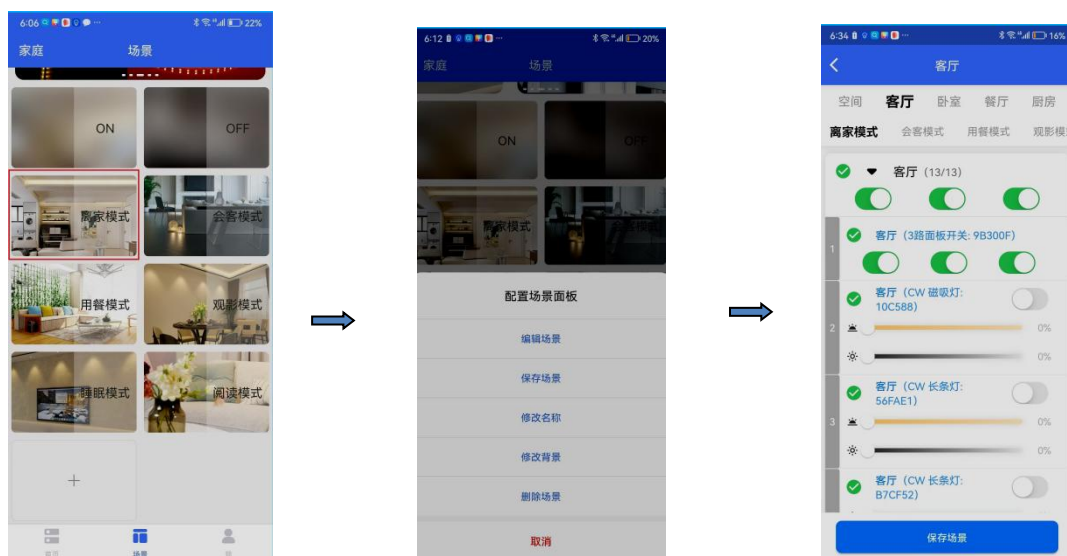 6:06 22%
家庭 场景
ON OFF
离家模式 会客模式
用餐模式 观影模式
睡眠模式 阅读模式
+
场景
6:12 20%
家庭 场景
ON OFF
离家模式 会客模式
配置场景面板
编辑场景
保存场景
修改名称
修改背景
删除场景
取消
6:34 16%
客厅
空间 客厅 卧室 餐厅 厨房
离家模式 会客模式 用餐模式 观影模
客厅 (13/13)
1
客厅 (3路面板开关: 9B300F)
2
客厅 (CW 磁吸灯:
10C588)
0%
0%
3
客厅 (CW 长条灯:
56FAE1)
0%
0%
客厅 (CW 长条灯:
B7CF52)
保存场景